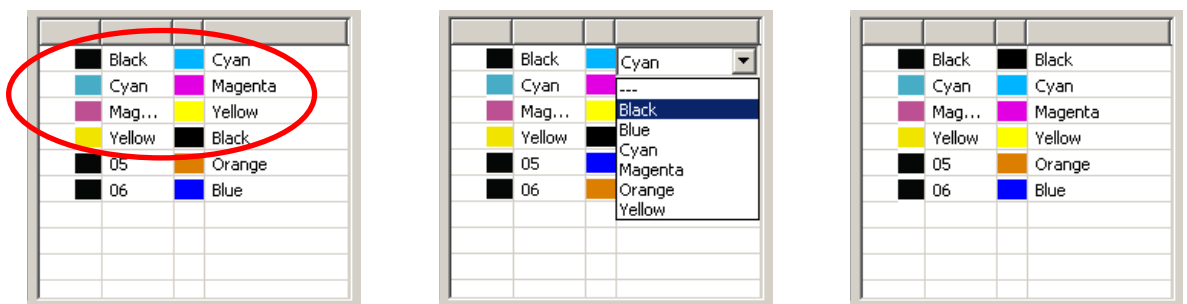 Black Cyan
Cyan Magenta
Mag... Yellow
Yellow Black
05 Orange
06 Blue
Black Cyan
Cyan
Mag...
Yellow
05
06
---
Black
Blue
Cyan
Magenta
Orange
Yellow
Black Black
Cyan Cyan
Mag... Magenta
Yellow Yellow
05 Orange
06 Blue